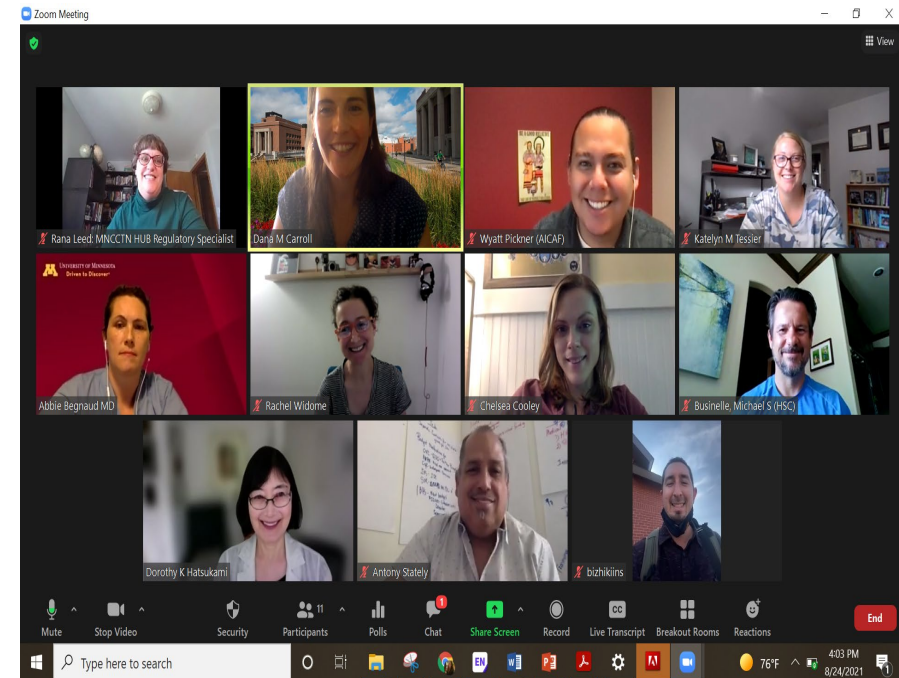 Zoom Meeting
View
Rana Leed: MNCCTN HUB Regulatory Specialist
Dana M Carroll
Wyatt Pickner (AICAF)
Katelyn M Tessier
UNIVERSITY OF MINNESOTA
Driven to Discover
Abbie Begnaud MD
Rachel Widome
Chelsea Cooley
Businelle, Michael S (HSC)
Dorothy K Hatsukami
Antony Stately
bizhikiins
11
1
CC
Mute
Stop Video
Security
Participants
Polls
Chat
Share Screen
Record
Live Transcript
Breakout Rooms
Reactions
End
Type here to search
EN
76°F
4:03 PM
8/24/2021
1